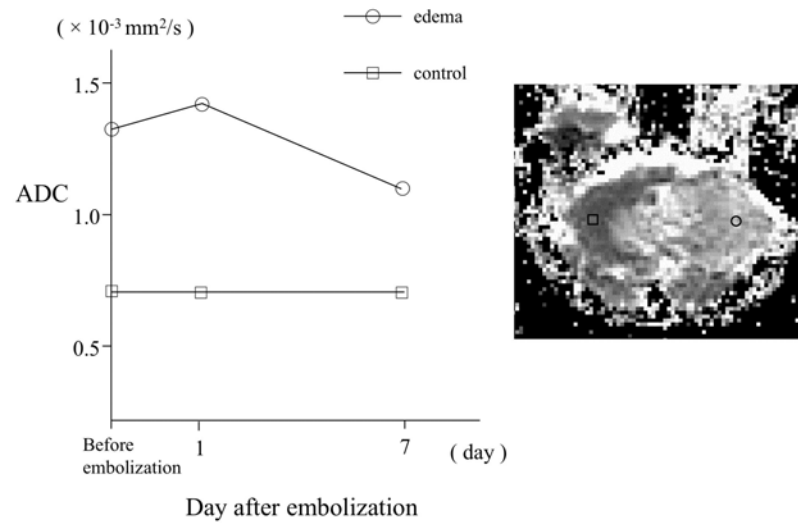 ( × 10⁻³ mm²/s )
edema
control
1.5
1.0
0.5
ADC
Before
embolization
1
7
( day )
Day after embolization